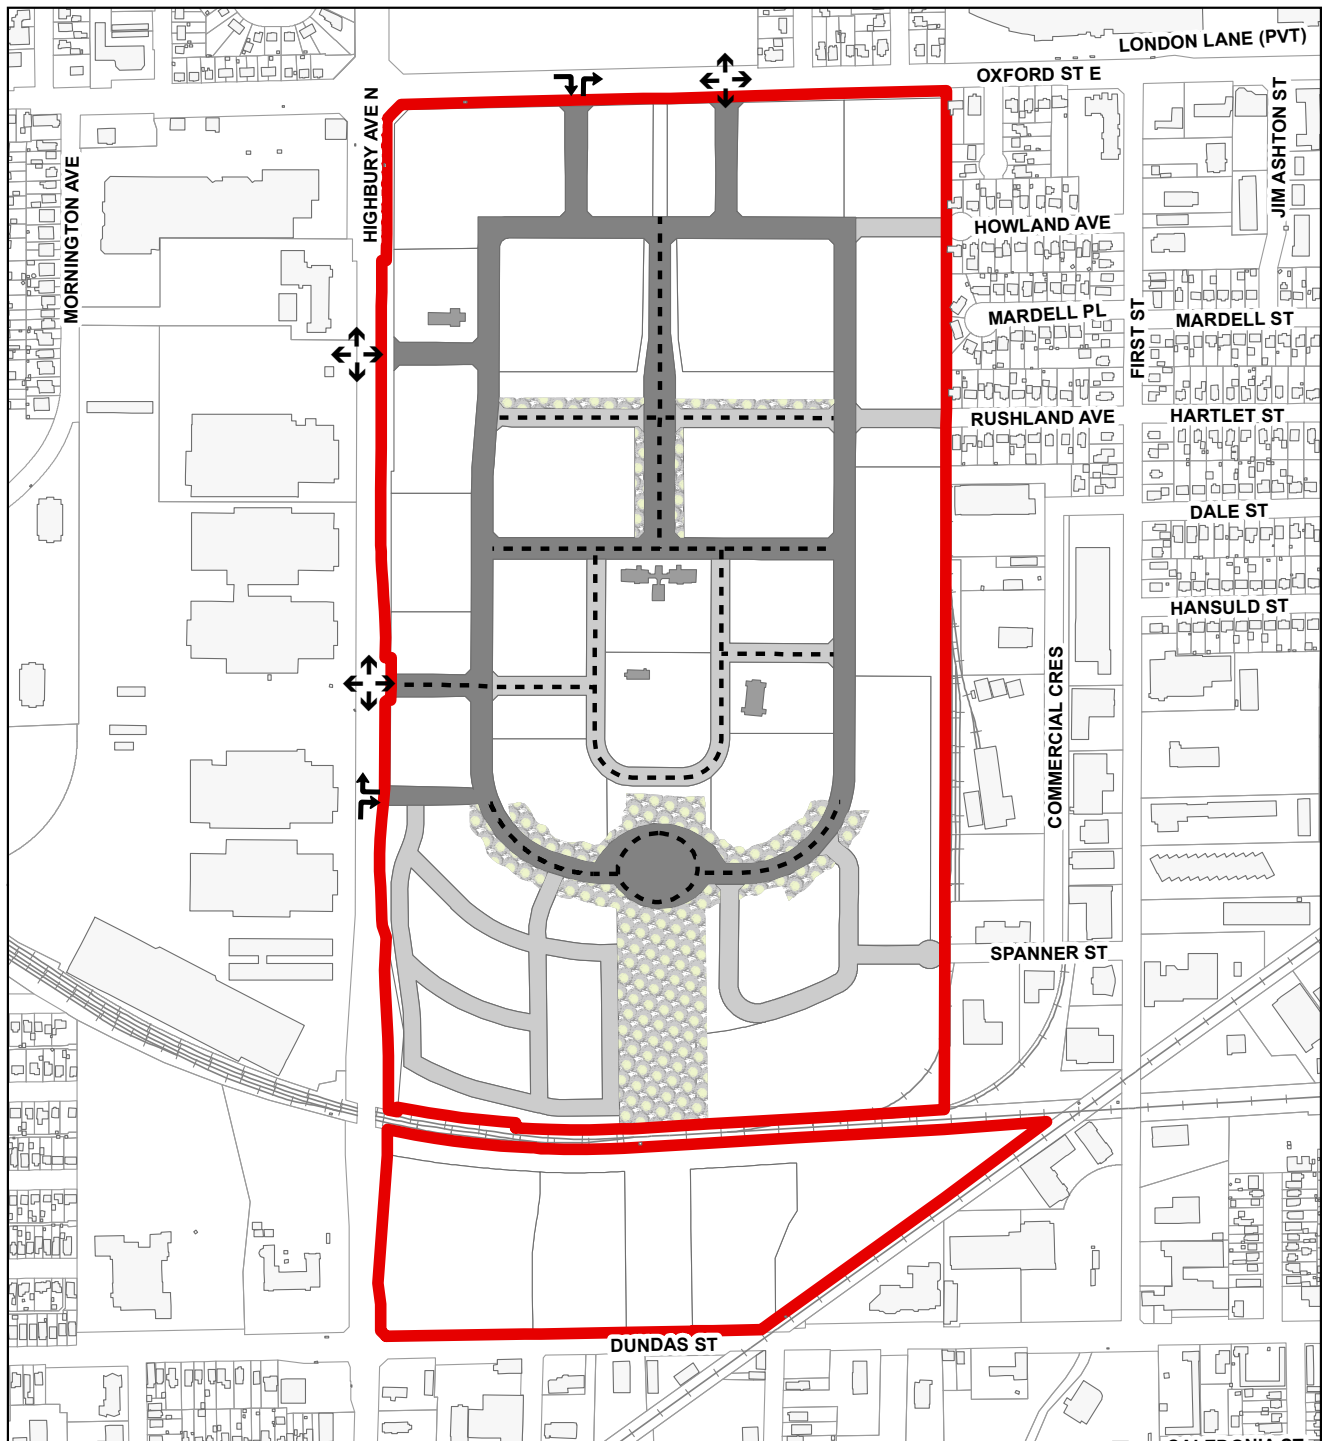 LONDON LANE (PVT)
OXFORD ST E
HIGHBURY AVE N
JIM ASHTON ST
MORNINGTON AVE
HOWLAND AVE
MARDELL PL
FIRST ST
MARDELL ST
RUSHLAND AVE
HARTLET ST
DALE ST
HANSULD ST
COMMERCIAL CRES
SPANNER ST
DUNDAS ST